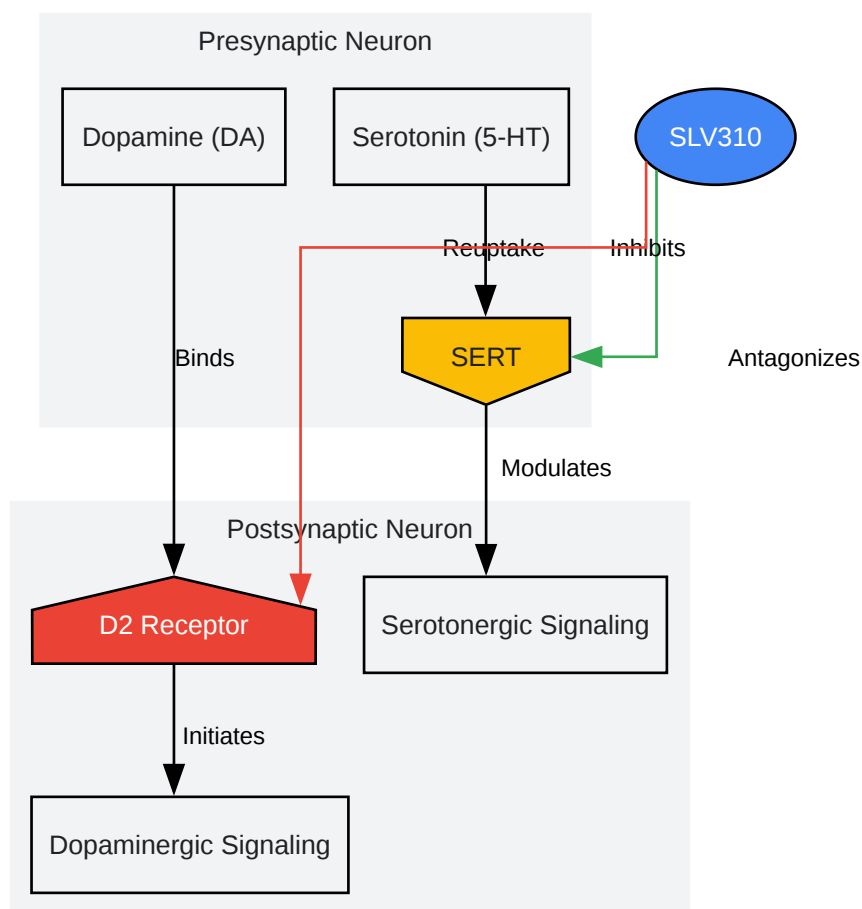 Presynaptic Neuron
Dopamine (DA)
Serotonin (5-HT)
SLV310
Reuptake
Inhibits
Binds
SERT
Antagonizes
Modulates
Postsynaptic Neuron
D2 Receptor
Serotonergic Signaling
Initiates
Dopaminergic Signaling